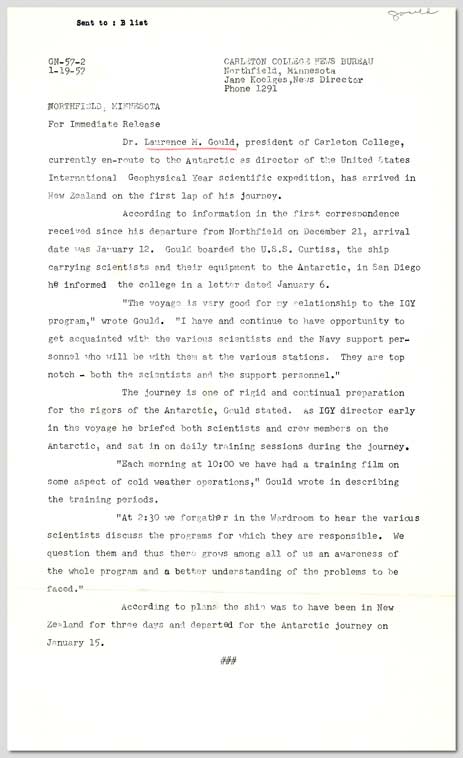 Gould
Sent to : B list
GN-57-2
1-19-57
CARLETON COLLEGE NEWS BUREAU
Northfield, Minnesota
Jane Koelges,News Director
Phone 1291
NORTHFIELD, MINNESOTA
For Immediate Release
Dr. Laurence M. Gould, president of Carleton College,
currently en-route to the Antarctic as director of the United States
International Geophysical Year scientific expedition, has arrived in
New Zealand on the first lap of his journey.
According to information in the first correspondence
received since his departure from Northfield on December 21, arrival
date was January 12. Gould boarded the U.S.S. Curtiss, the ship
carrying scientists and their equipment to the Antarctic, in San Diego
he informed the college in a letter dated January 6.
"The voyage is very good for my relationship to the IGY
program," wrote Gould. "I have and continue to have opportunity to
get acquainted with the various scientists and the Navy support per-
sonnel who will be with them at the various stations. They are top
notch - both the scientists and the support personnel."
The journey is one of rigid and continual preparation
for the rigors of the Antarctic, Gould stated. As IGY director early
in the voyage he briefed both scientists and crew members on the
Antarctic, and sat in on daily training sessions during the journey.
"Each morning at 10:00 we have had a training film on
some aspect of cold weather operations," Gould wrote in describing
the training periods.
"At 2:30 we forgather in the Wardroom to hear the various
scientists discuss the programs for which they are responsible. We
question them and thus there grows among all of us an awareness of
the whole program and a better understanding of the problems to be
faced."
According to plans the ship was to have been in New
Zealand for three days and departed for the Antarctic journey on
January 15.
###